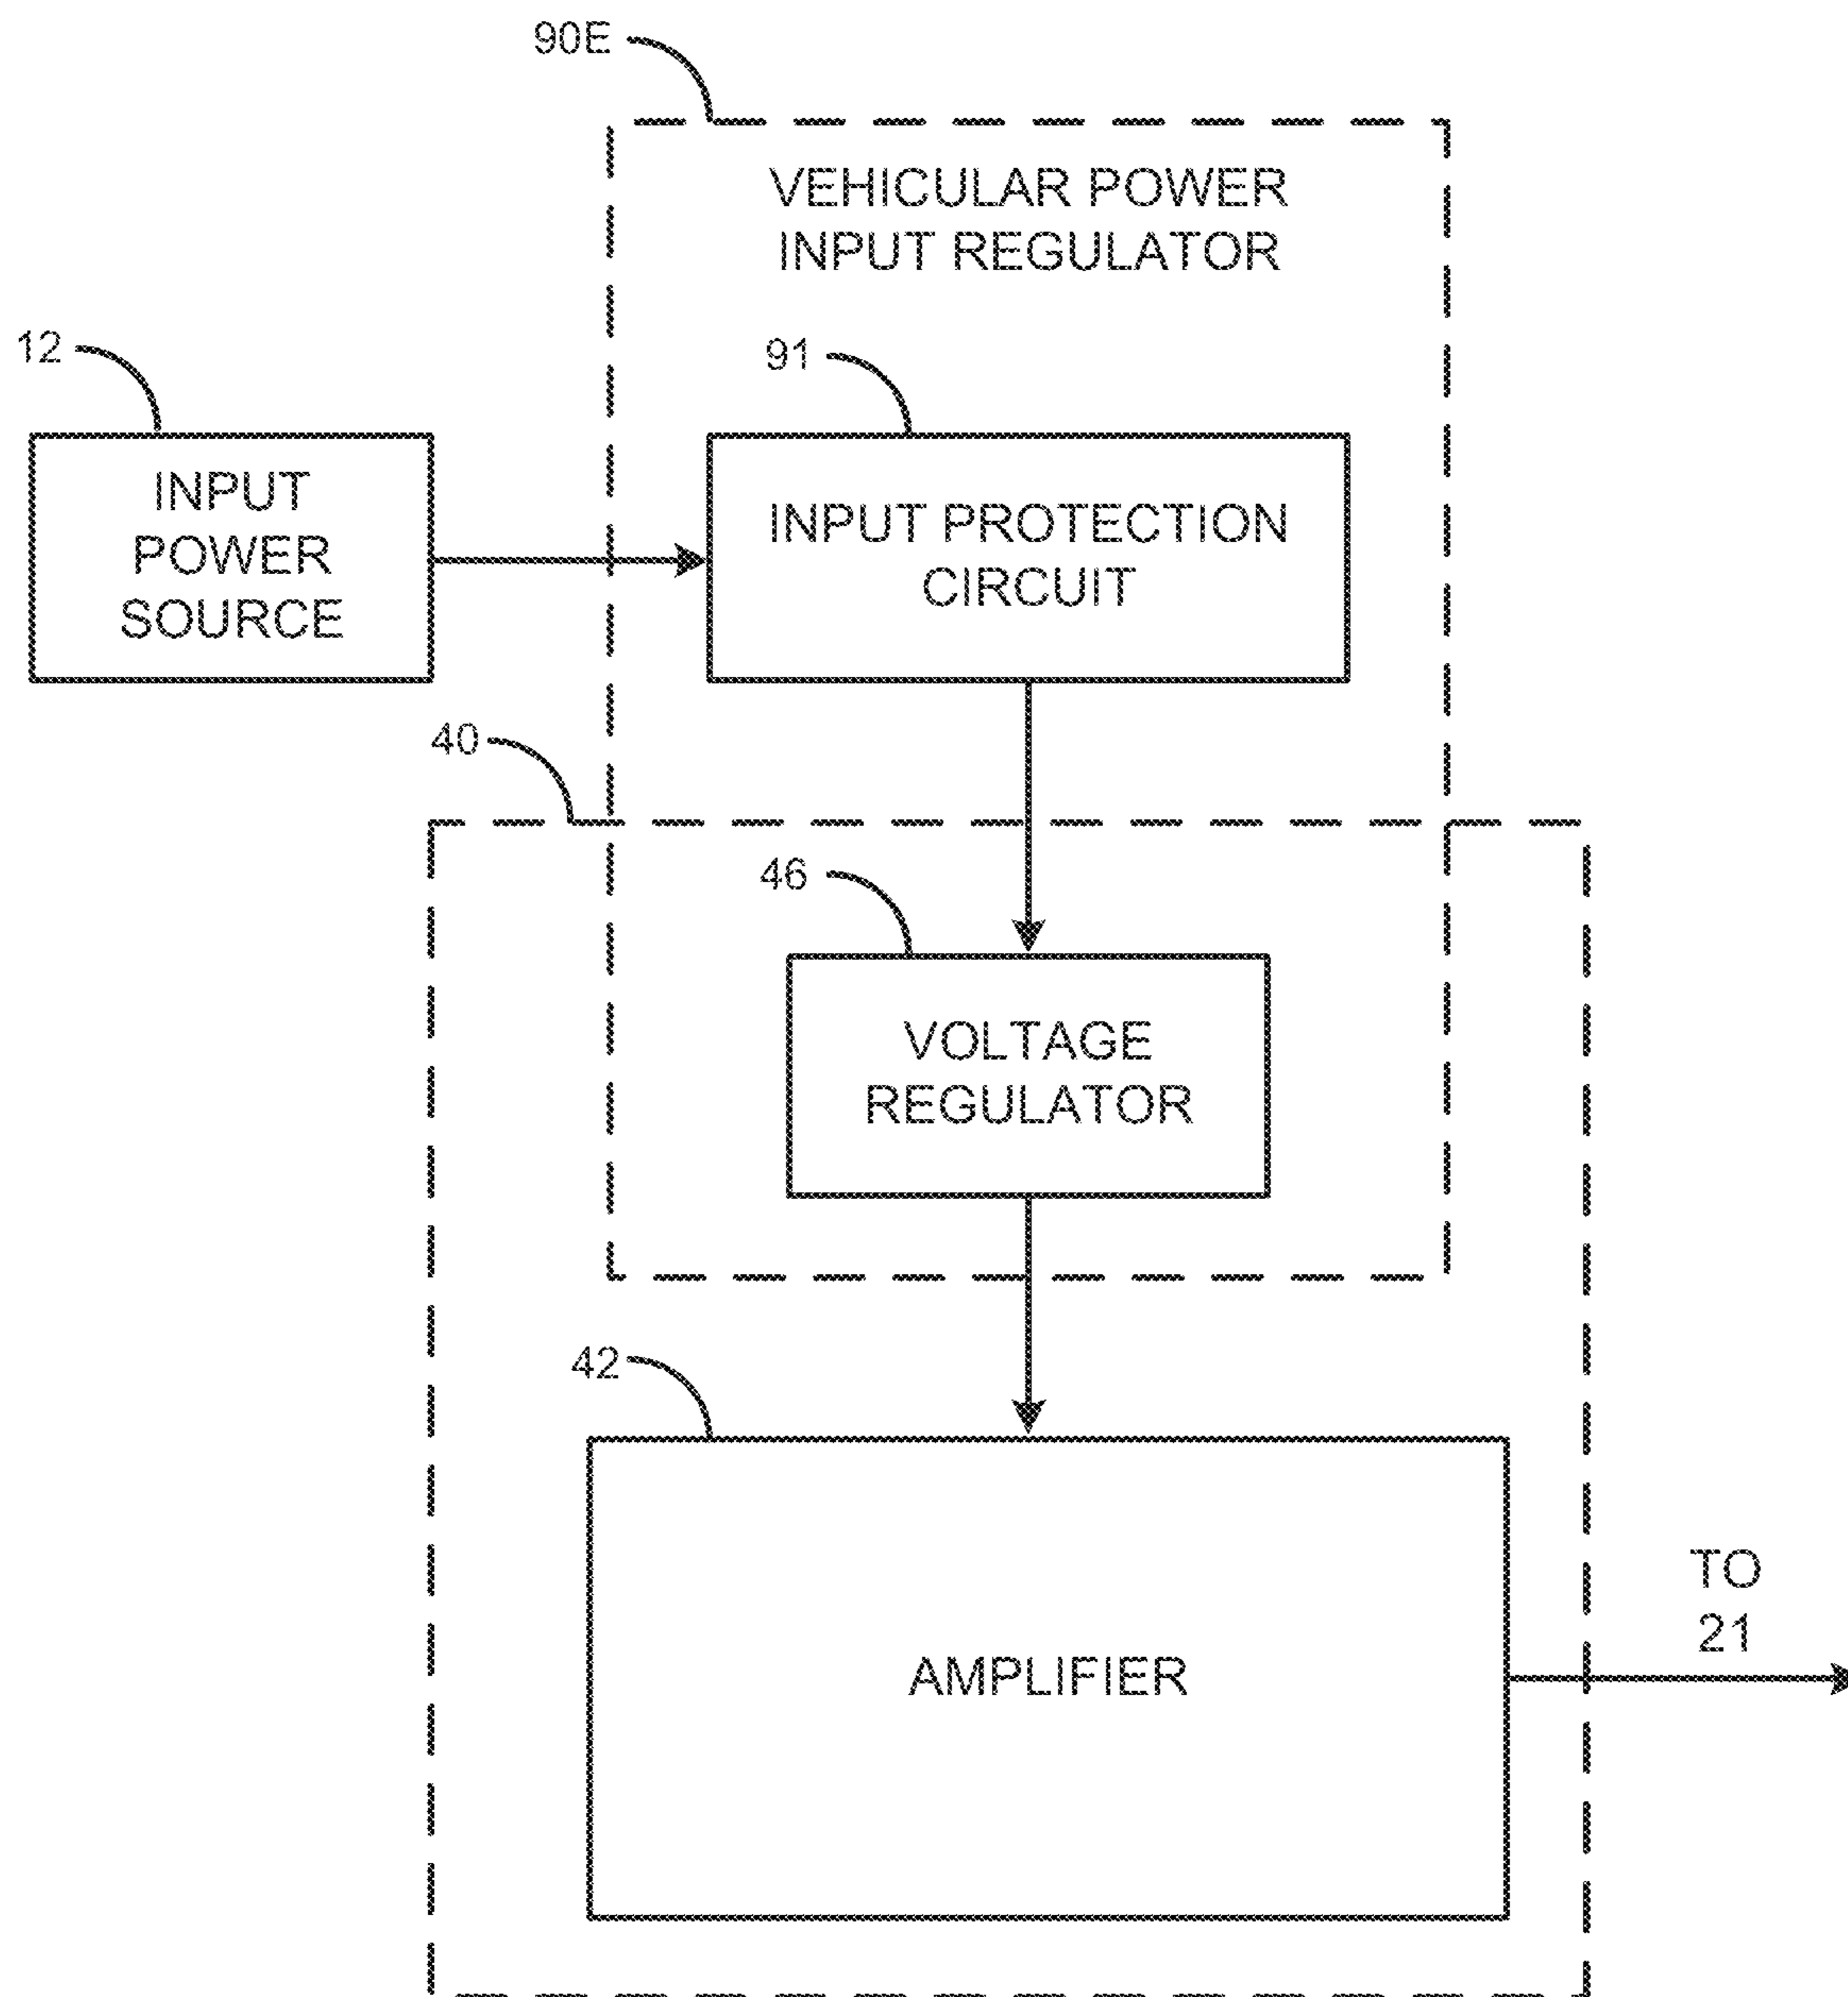 90E
VEHICULAR POWER
INPUT REGULATOR
12
91
INPUT
POWER
SOURCE
INPUT PROTECTION
CIRCUIT
40
46
VOLTAGE
REGULATOR
42
AMPLIFIER
TO
21